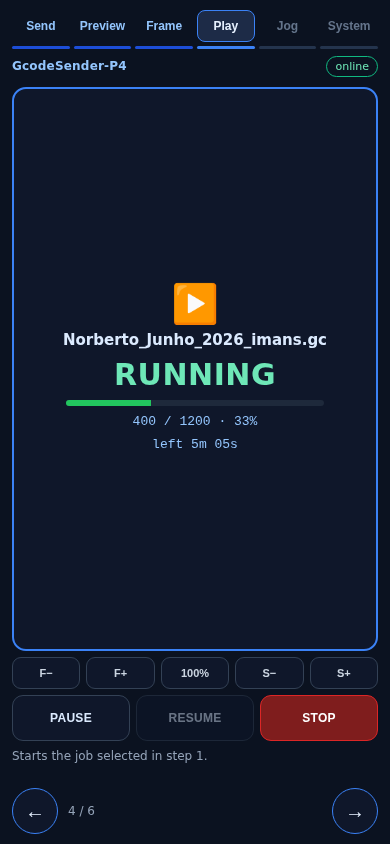 Send Preview Frame Play Jog System
GcodeSender-P4 online
Norberto_Junho_2026_imans.gc
RUNNING
400 / 1200 · 33%
left 5m 05s
F− F+ 100% S− S+
PAUSE RESUME STOP
Starts the job selected in step 1.
← 4 / 6 →